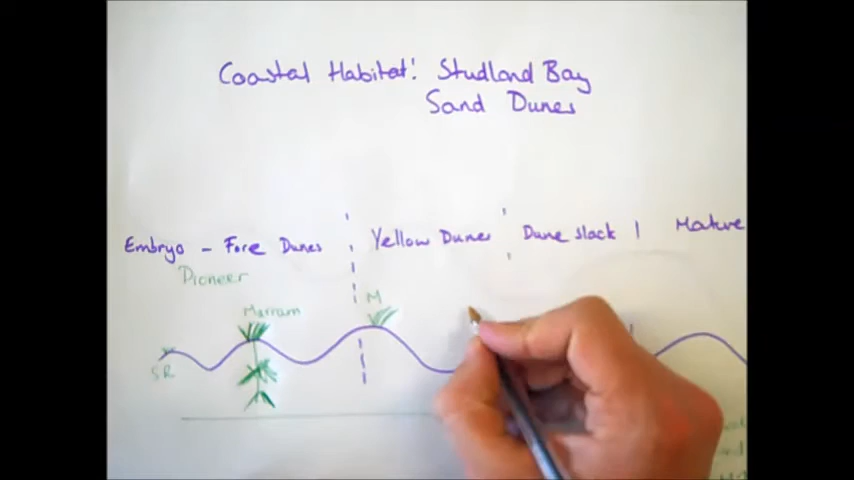 Coastal Habitat: Studland Bay
Sand Dunes
Embryo - Fore Dunes
Yellow Dunes
Dune slack
Mature
Pioneer
Marram
M
SR